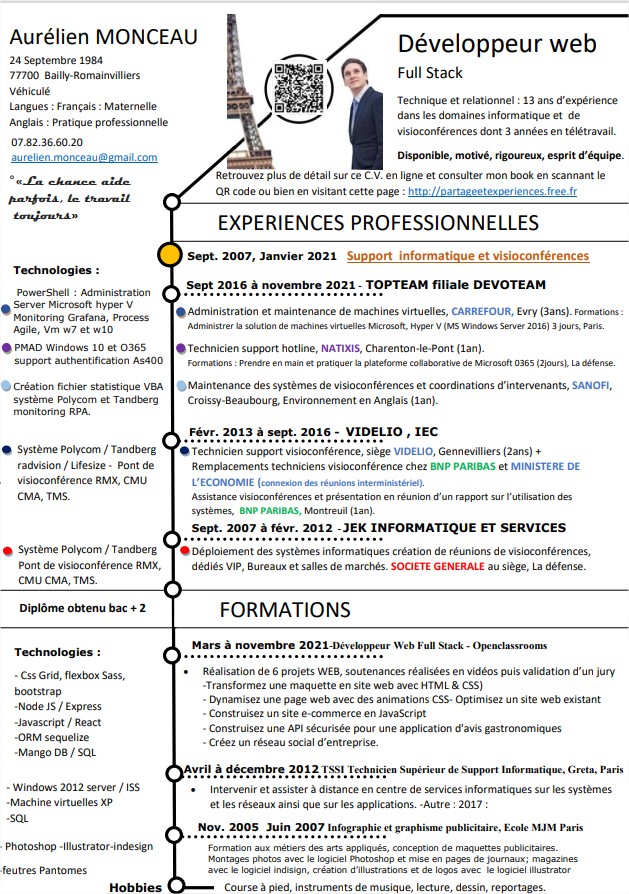 Aurélien MONCEAU
24 Septembre 1984
77700 Bailly-Romainvilliers
Véhiculé
Langues : Français : Maternelle
Anglais : Pratique professionnelle
07.82.36.60.20
aurelien.monceau@gmail.com
°«La chance aide
parfois, le travail
toujours»
Développeur web
Full Stack
Technique et relationnel : 13 ans d’expérience
dans les domaines informatique et de
visioconférences dont 3 années en télétravail.
Disponible, motivé, rigoureux, esprit d’équipe.
Retrouvez plus de détail sur ce C.V. en ligne et consulter mon book en scannant le
QR code ou bien en visitant cette page : http://partageetexperiences.free.fr
EXPERIENCES PROFESSIONNELLES
Sept. 2007, Janvier 2021 Support informatique et visioconférences
Technologies :
Sept 2016 à novembre 2021 - TOPTEAM filiale DEVOTEAM
PowerShell : Administration
Server Microsoft hyper V
Monitoring Grafana, Process
Agile, Vm w7 et w10
Administration et maintenance de machines virtuelles, CARREFOUR, Evry (3ans). Formations :
Administrer la solution de machines virtuelles Microsoft, Hyper V (MS Windows Server 2016) 3 jours, Paris.
PMAD Windows 10 et O365
support authentification As400
Technicien support hotline, NATIXIS, Charenton-le-Pont (1an).
Formations : Prendre en main et pratiquer la plateforme collaborative de Microsoft 0365 (2jours), La défense.
Création fichier statistique VBA
système Polycom et Tandberg
monitoring RPA.
Maintenance des systèmes de visioconférences et coordinations d’intervenants, SANOFI,
Croissy-Beaubourg, Environnement en Anglais (1an).
Févr. 2013 à sept. 2016 - VIDELIO , IEC
Système Polycom / Tandberg
radvision / Lifesize - Pont de
visioconférence RMX, CMU
CMA, TMS.
Technicien support visioconférence, siège VIDELIO, Gennevilliers (2ans) +
Remplacements techniciens visioconférence chez BNP PARIBAS et MINISTERE DE
L’ECONOMIE (connexion des réunions interministériel).
Assistance visioconférences et présentation en réunion d’un rapport sur l’utilisation des
systèmes, BNP PARIBAS, Montreuil (1an).
Sept. 2007 à févr. 2012 -JEK INFORMATIQUE ET SERVICES
Système Polycom / Tandberg
Pont de visioconférence RMX,
CMU CMA, TMS.
Déploiement des systèmes informatiques création de réunions de visioconférences,
dédiés VIP, Bureaux et salles de marchés. SOCIETE GENERALE au siège, La défense.
Diplôme obtenu bac + 2
FORMATIONS
Mars à novembre 2021-Développeur Web Full Stack - Openclassrooms
Technologies :
- Css Grid, flexbox Sass,
bootstrap
-Node JS / Express
-Javascript / React
-ORM sequelize
-Mango DB / SQL
• Réalisation de 6 projets WEB, soutenances réalisées en vidéos puis validation d’un jury
-Transformez une maquette en site web avec HTML & CSS)
- Dynamisez une page web avec des animations CSS- Optimisez un site web existant
- Construisez un site e-commerce en JavaScript
- Construisez une API sécurisée pour une application d'avis gastronomiques
- Créez un réseau social d’entreprise.
Avril à décembre 2012 TSSI Technicien Supérieur de Support Informatique, Greta, Paris
- Windows 2012 server / ISS
-Machine virtuelles XP
-SQL
• Intervenir et assister à distance en centre de services informatiques sur les systèmes
et les réseaux ainsi que sur les applications. -Autre : 2017 :
Nov. 2005 Juin 2007 Infographie et graphisme publicitaire, Ecole MJM Paris
- Photoshop -Illustrator-indesign
-feutres Pantomes
Formation aux métiers des arts appliqués, conception de maquettes publicitaires.
Montages photos avec le logiciel Photoshop et mise en pages de journaux; magazines
avec le logiciel indisign, création d’illustrations et de logos avec le logiciel illustrator
Hobbies
Course à pied, instruments de musique, lecture, dessin, reportages.